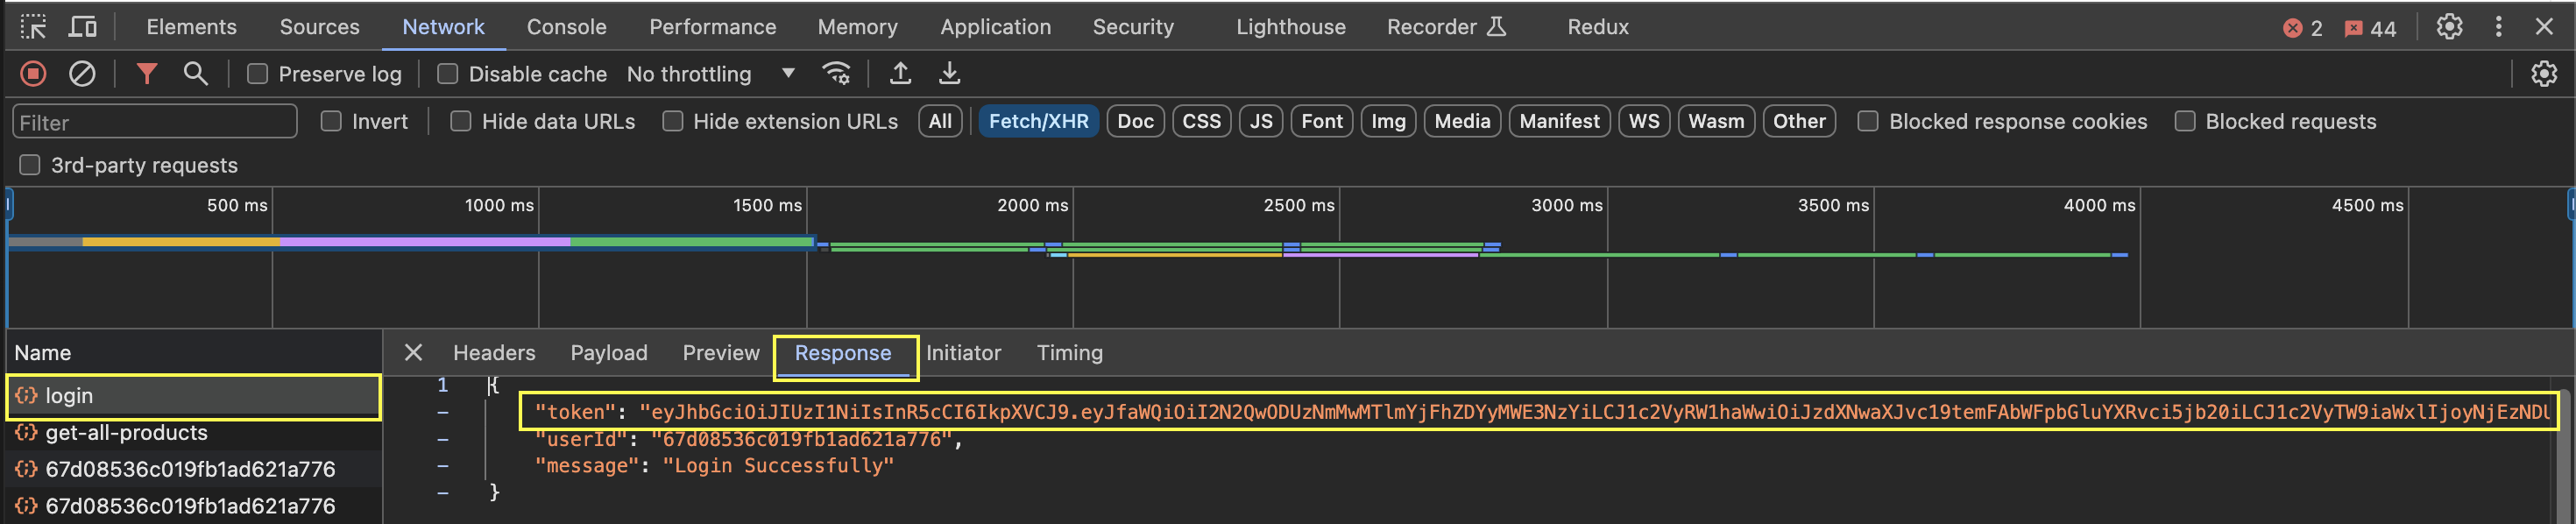 Elements Sources Network Console Performance Memory Application Security Lighthouse Recorder Redux 2 44
Preserve log Disable cache No throttling
Filter Invert Hide data URLs Hide extension URLs All Fetch/XHR Doc CSS JS Font Img Media Manifest WS Wasm Other Blocked response cookies Blocked requests
3rd-party requests
500 ms 1000 ms 1500 ms 2000 ms 2500 ms 3000 ms 3500 ms 4000 ms 4500 ms
Name Headers Payload Preview Response Initiator Timing
1 {
login
- "token": "eyJhbGciOiJIUzI1NiIsInR5cCI6IkpXVCJ9.eyJfaWQiOiI2N2QwODUzNmMwMTlmYjFhZDYyMWE3NzYiLCJ1c2VyRW1haWwiOiJzdXNwaXJvc19temFAbWFpbGluYXRvci5jb20iLCJ1c2VyTW9iaWxlIjoyNjEzNDU
get-all-products
- "userId": "67d08536c019fb1ad621a776",
67d08536c019fb1ad621a776
- "message": "Login Successfully"
67d08536c019fb1ad621a776
- }